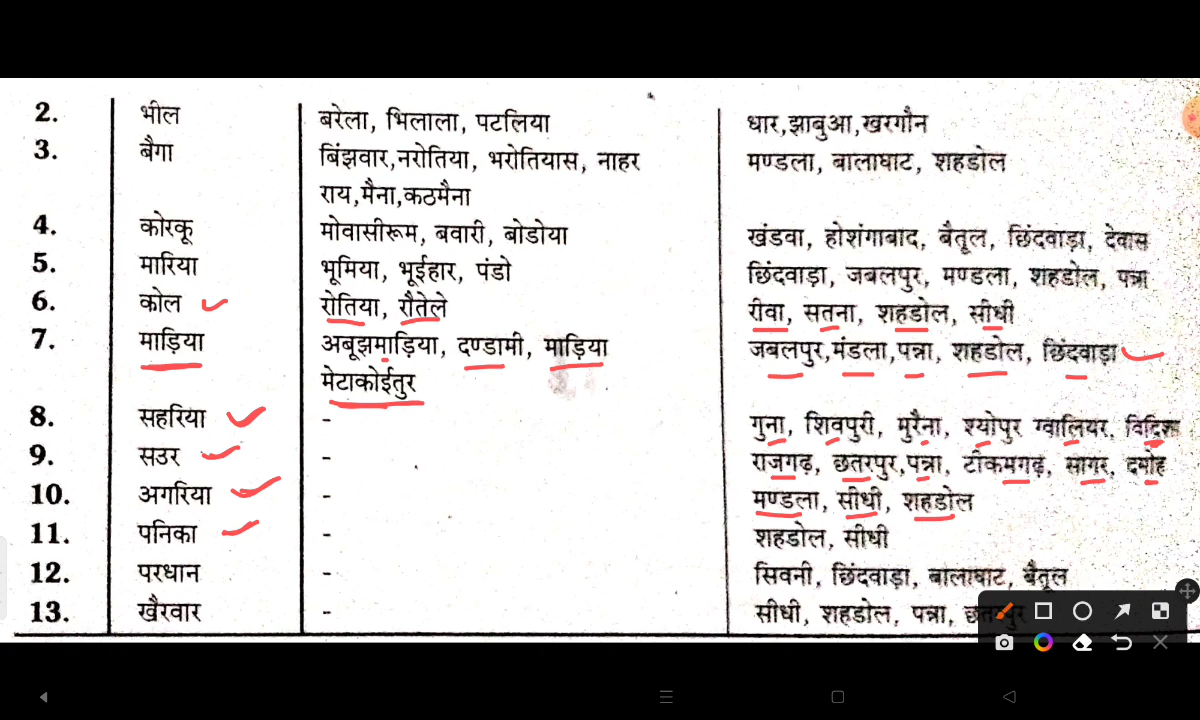 2. भील बरेला, भिलाला, पटलिया धार,झाबुआ,खरगौन
3. बैगा बिंझवार,नरोतिया, भरोतियास, नाहर मण्डला, बालाघाट, शहडोल
राय,मैना,कठमैना
4. कोरकू मोवासीरूम, बवारी, बोडोया खंडवा, होशंगाबाद, बैतूल, छिंदवाड़ा, देवास
5. मारिया भूमिया, भूईहार, पंडो छिंदवाड़ा, जबलपुर, मण्डला, शहडोल, पन्ना
6. कोल रोतिया, रौतेले रीवा, सतना, शहडोल, सीधी
7. माड़िया अबूझमाड़िया, दण्डामी, माड़िया जबलपुर,मंडला,पन्ना, शहडोल, छिंदवाड़ा
मेटाकोईतुर
8. सहरिया - गुना, शिवपुरी, मुरैना, श्योपुर ग्वालियर, विदिशा
9. सउर - राजगढ़, छतरपुर,पन्ना, टीकमगढ़, सागर, दमोह
10. अगरिया - मण्डला, सीधी, शहडोल
11. पनिका - शहडोल, सीधी
12. परधान - सिवनी, छिंदवाड़ा, बालाघाट, बैतूल
13. खैरवार - सीधी, शहडोल, पन्ना, छतरपुर